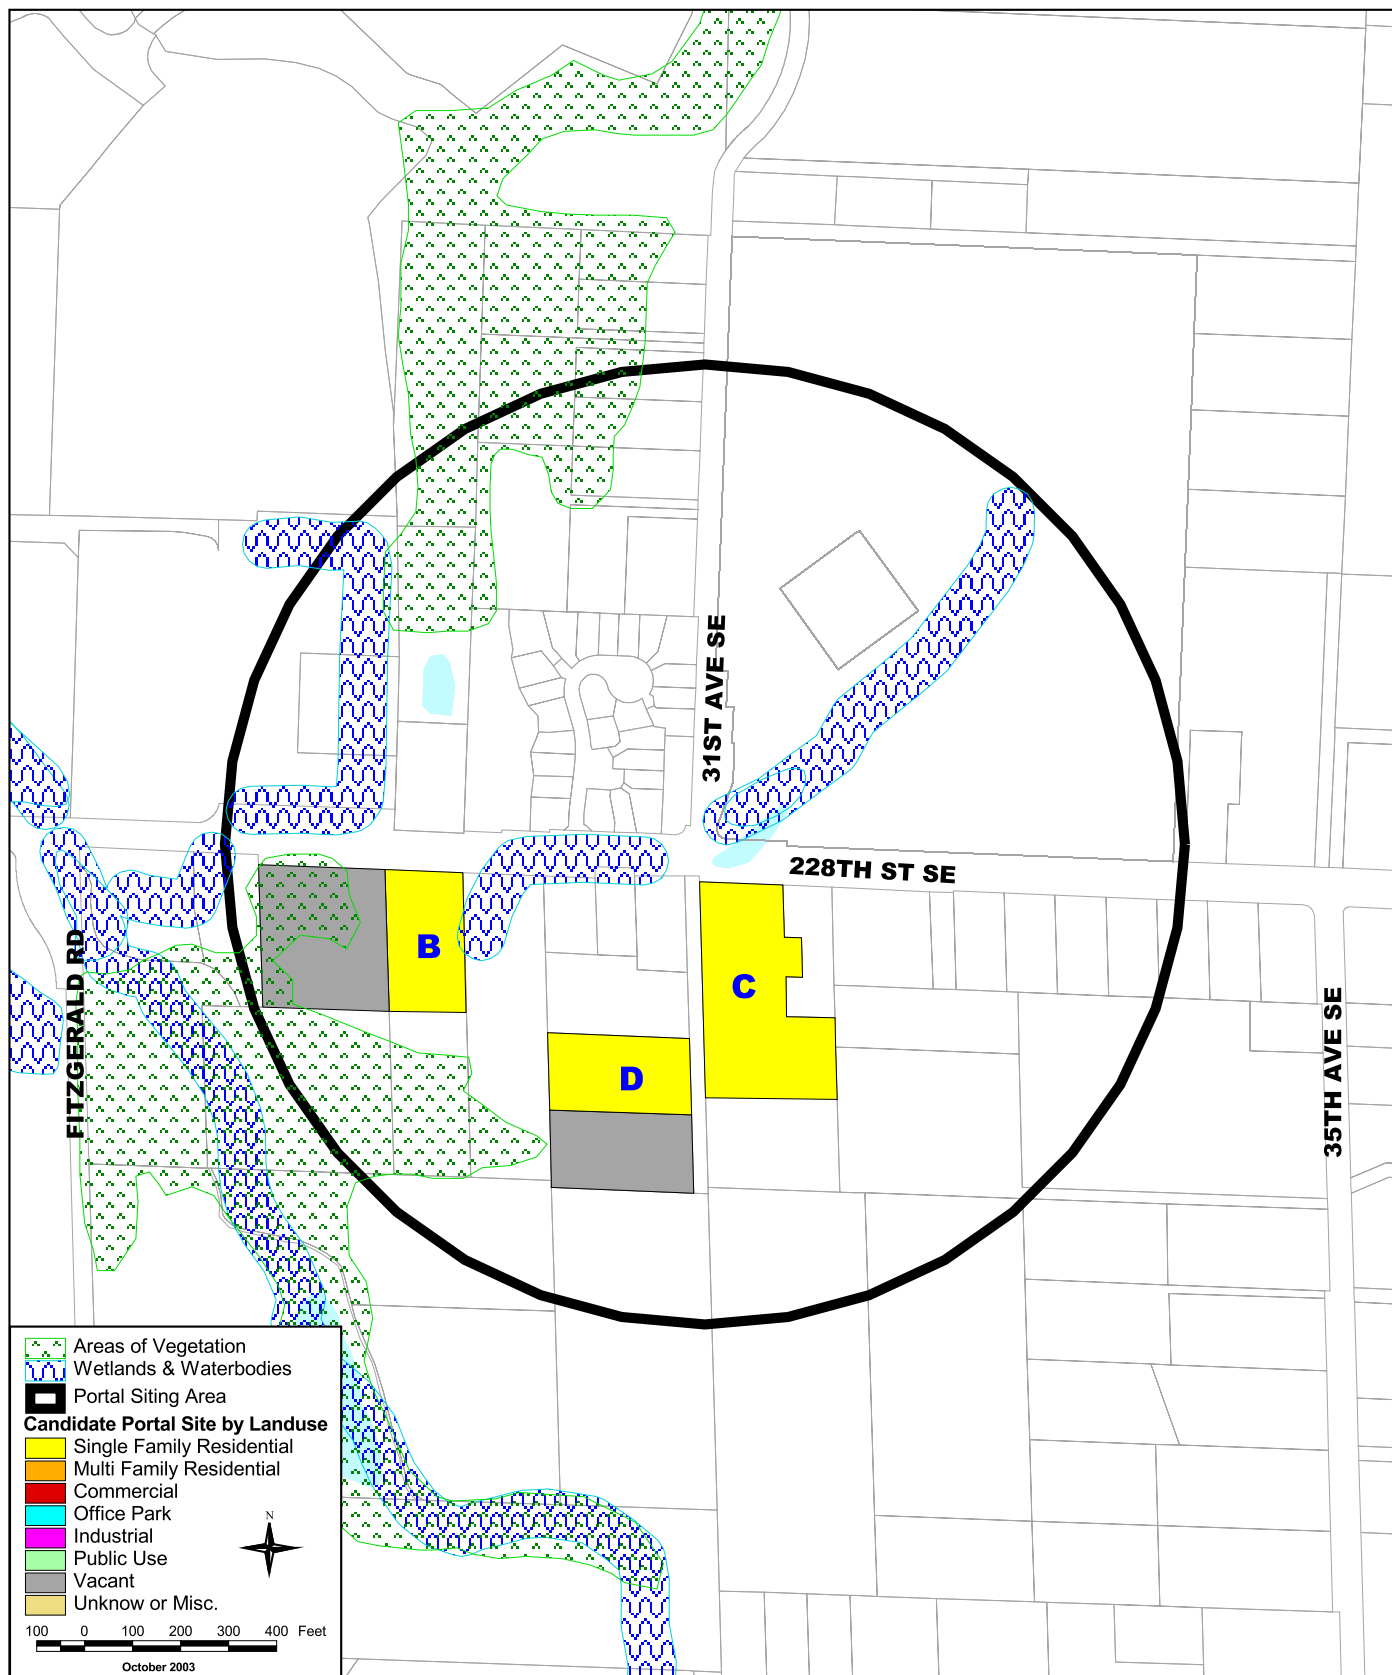 31ST AVE SE
228TH ST SE
B
C
D
FITZGERALD RD
35TH AVE SE
Areas of Vegetation
Wetlands & Waterbodies
Portal Siting Area
Candidate Portal Site by Landuse
Single Family Residential
Multi Family Residential
Commercial
Office Park
Industrial
Public Use
Vacant
Unknow or Misc.
N
100 0 100 200 300 400 Feet
October 2003